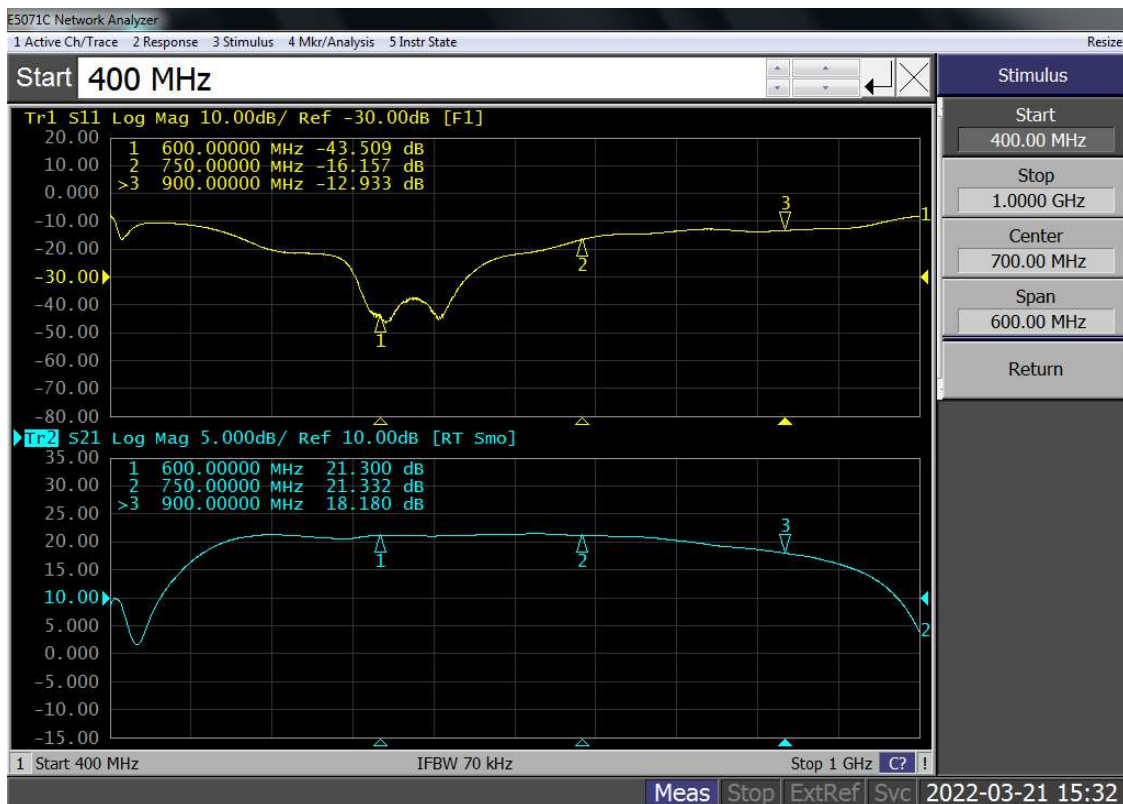 E5071C Network Analyzer
1 Active Ch/Trace 2 Response 3 Stimulus 4 Mkr/Analysis 5 Instr State Resize
Start 400 MHz
Stimulus
Start
400.00 MHz
Stop
1.0000 GHz
Center
700.00 MHz
Span
600.00 MHz
Return
Tr1 S11 Log Mag 10.00dB/ Ref -30.00dB [F1]
20.00
10.00
0.000
-10.00
-20.00
-30.00
-40.00
-50.00
-60.00
-70.00
-80.00
1 600.00000 MHz -43.509 dB
2 750.00000 MHz -16.157 dB
>3 900.00000 MHz -12.933 dB
3
1
2
1
Tr2 S21 Log Mag 5.000dB/ Ref 10.00dB [RT Smo]
35.00
30.00
25.00
20.00
15.00
10.00
5.000
0.000
-5.000
-10.00
-15.00
1 600.00000 MHz 21.300 dB
2 750.00000 MHz 21.332 dB
>3 900.00000 MHz 18.180 dB
3
1
2
2
1 Start 400 MHz IFBW 70 kHz Stop 1 GHz C? !
Meas Stop ExtRef Svc 2022-03-21 15:32